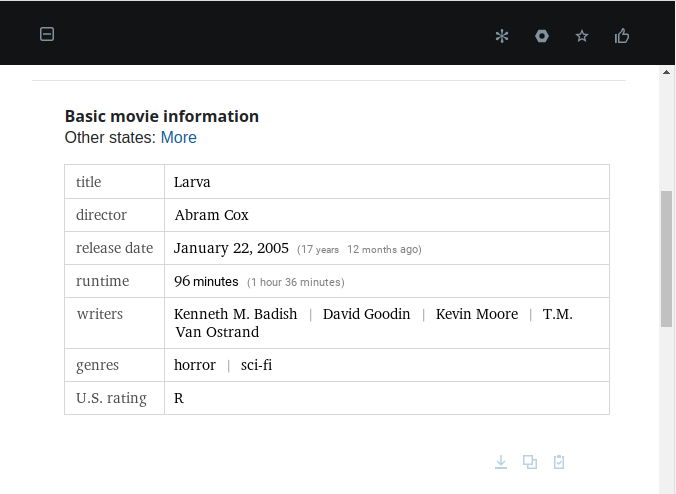 Basic movie information
Other states: More
title Larva
director Abram Cox
release date January 22, 2005 (17 years 12 months ago)
runtime 96 minutes (1 hour 36 minutes)
writers Kenneth M. Badish | David Goodin | Kevin Moore | T.M.
Van Ostrand
genres horror | sci-fi
U.S. rating R